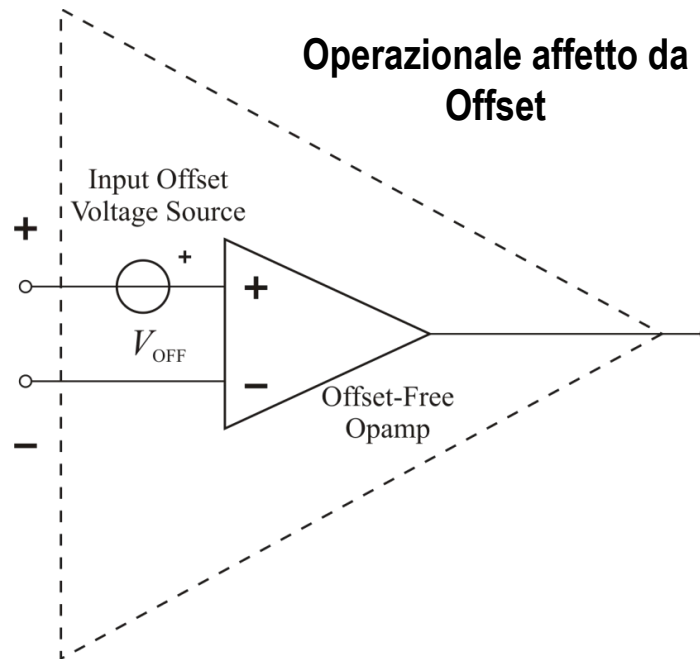 Operazionale affetto da
Offset
Input Offset
Voltage Source
+
+
+
V_OFF
−
Offset-Free
Opamp
−